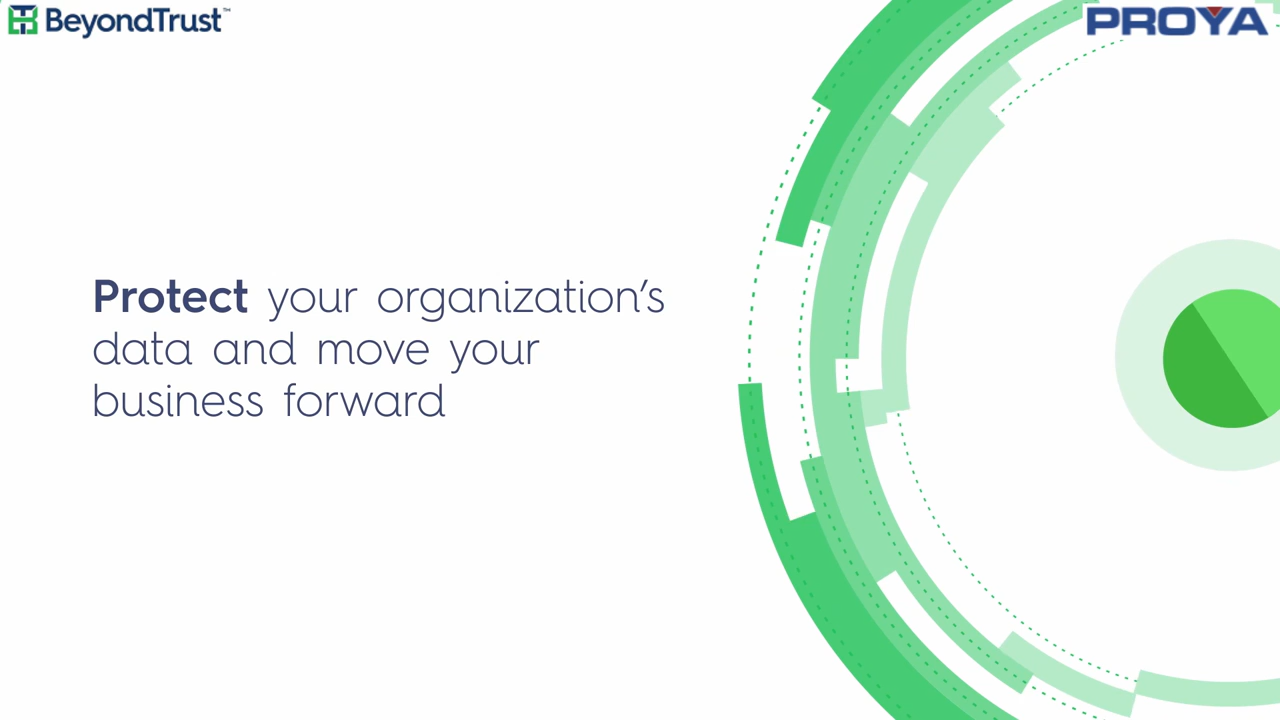 BeyondTrust™
PROYA
Protect your organization’s
data and move your
business forward